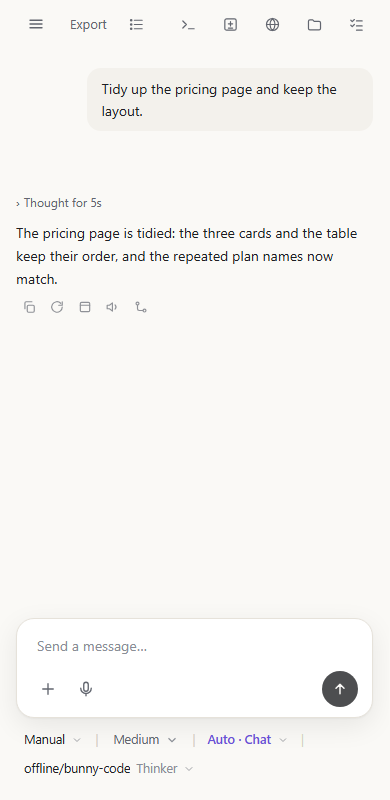 Export
Tidy up the pricing page and keep the
layout.
› Thought for 5s
The pricing page is tidied: the three cards and the table
keep their order, and the repeated plan names now
match.
Send a message...
Manual | Medium | Auto · Chat |
offline/bunny-code Thinker